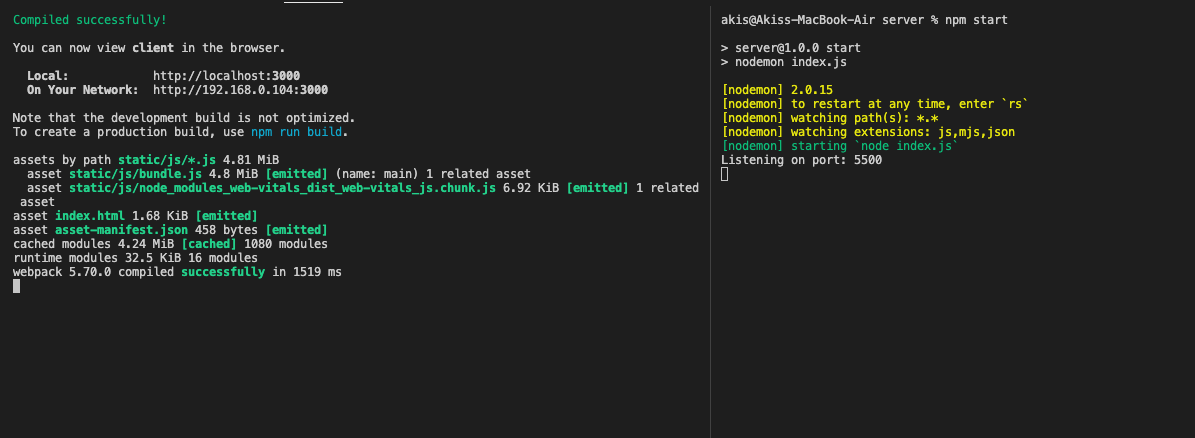 Compiled successfully!
You can now view client in the browser.
Local: http://localhost:3000
On Your Network: http://192.168.0.104:3000
Note that the development build is not optimized.
To create a production build, use npm run build.
assets by path static/js/*.js 4.81 MiB
asset static/js/bundle.js 4.8 MiB [emitted] (name: main) 1 related asset
asset static/js/node_modules_web-vitals_dist_web-vitals_js.chunk.js 6.92 KiB [emitted] 1 related
asset
asset index.html 1.68 KiB [emitted]
asset asset-manifest.json 458 bytes [emitted]
cached modules 4.24 MiB [cached] 1080 modules
runtime modules 32.5 KiB 16 modules
webpack 5.70.0 compiled successfully in 1519 ms
akis@Akiss-MacBook-Air server % npm start
> server@1.0.0 start
> nodemon index.js
[nodemon] 2.0.15
[nodemon] to restart at any time, enter `rs`
[nodemon] watching path(s): *.*
[nodemon] watching extensions: js,mjs,json
[nodemon] starting `node index.js`
Listening on port: 5500